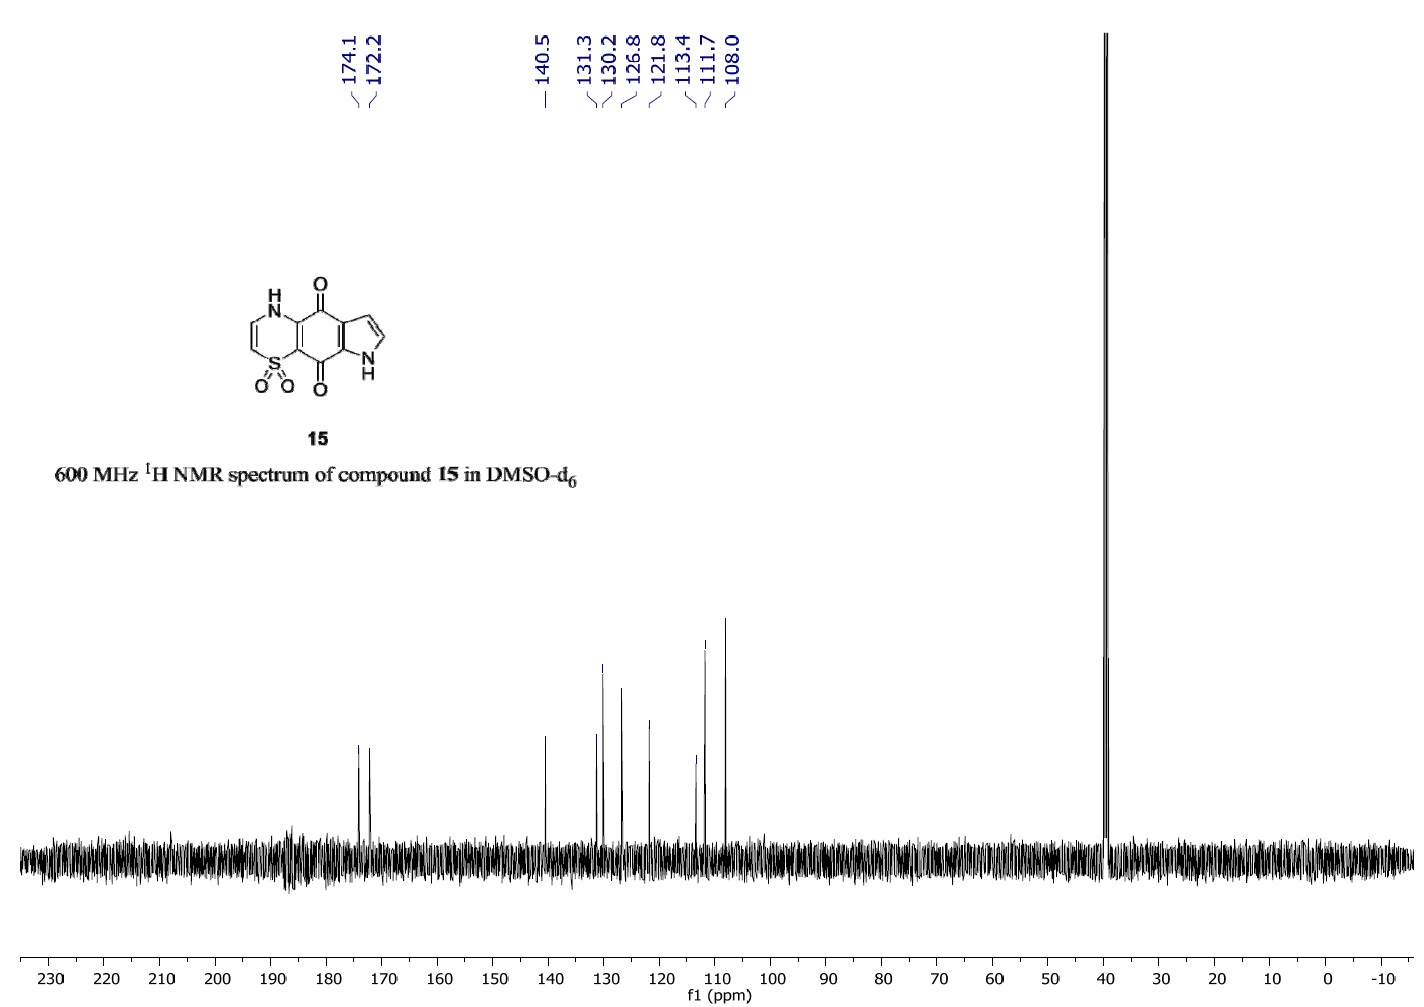 174.1
172.2
140.5
131.3
130.2
126.8
121.8
113.4
111.7
108.0
H
N
O
S
O O
O
N
H
15
600 MHz ¹H NMR spectrum of compound 15 in DMSO-d₆
230 220 210 200 190 180 170 160 150 140 130 120 110 100 90 80 70 60 50 40 30 20 10 0 -10
f1 (ppm)